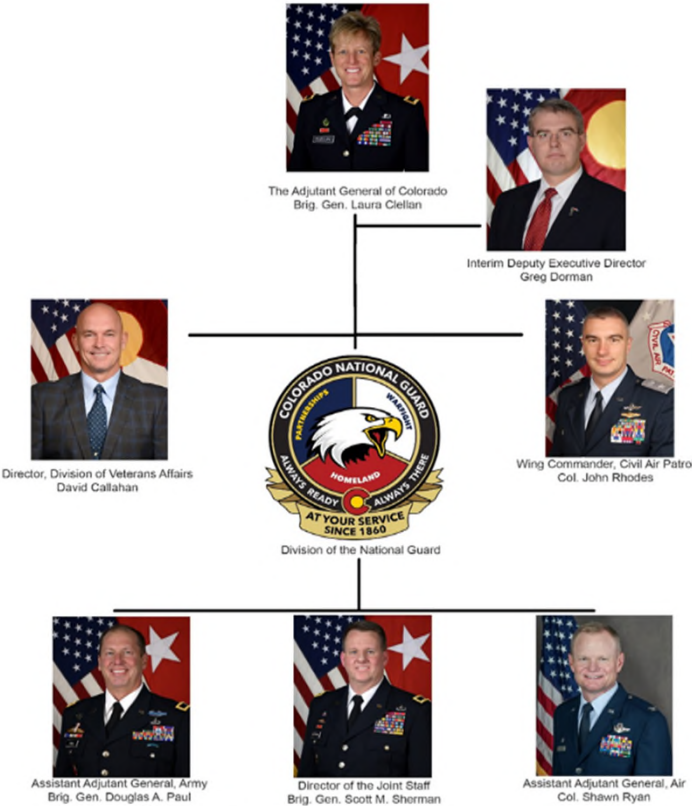 The Adjutant General of Colorado
Brig. Gen. Laura Clellan
Interim Deputy Executive Director
Greg Dorman
Director, Division of Veterans Affairs
David Callahan
CIVIL AIR PAT
Wing Commander, Civil Air Patro
Col. John Rhodes
COLORADO NATIONAL GUARD
PARTNERSHIPS
WARFIGHT
HOMELAND
ALWAYS READY
ALWAYS THERE
AT YOUR SERVICE
SINCE 1860
Division of the National Guard
Assistant Adjutant General, Army
Brig. Gen. Douglas A. Paul
Director of the Joint Staff
Brig. Gen. Scott M. Sherman
Assistant Adjutant General, Air
Col. Shawn Ryan